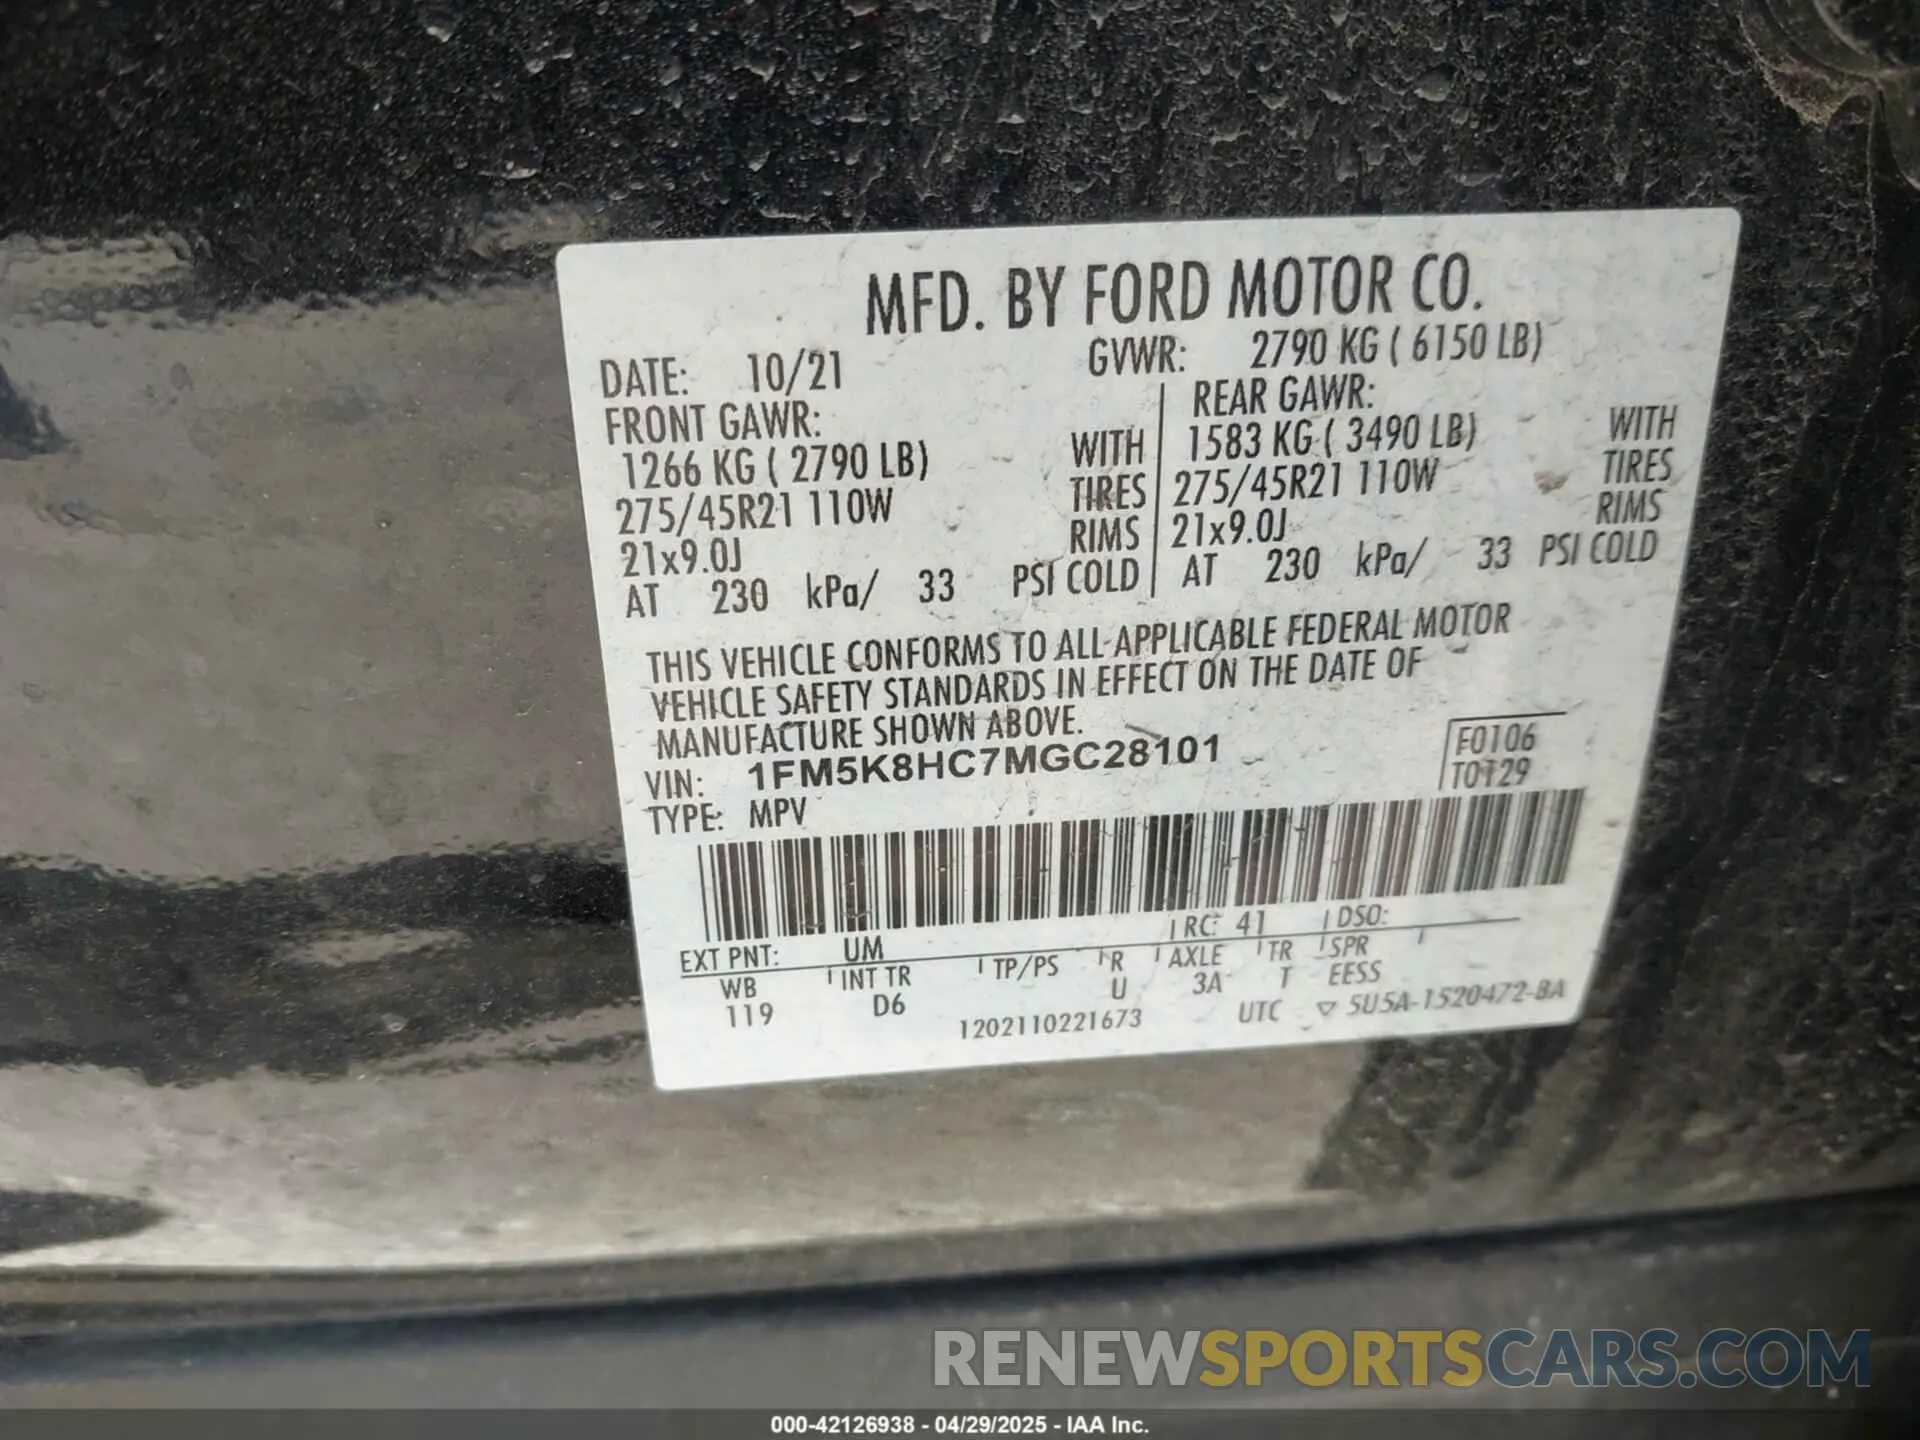 MFD. BY FORD MOTOR CO.
DATE: 10/21 GVWR: 2790 KG ( 6150 LB)
FRONT GAWR: REAR GAWR:
1266 KG ( 2790 LB) WITH 1583 KG ( 3490 LB) WITH
275/45R21 110W TIRES 275/45R21 110W TIRES
21x9.0J RIMS 21x9.0J RIMS
AT 230 kPa/ 33 PSI COLD AT 230 kPa/ 33 PSI COLD
THIS VEHICLE CONFORMS TO ALL APPLICABLE FEDERAL MOTOR
VEHICLE SAFETY STANDARDS IN EFFECT ON THE DATE OF
MANUFACTURE SHOWN ABOVE.
VIN: 1FM5K8HC7MGC28101 F0106
TYPE: MPV T0129
EXT PNT: UM RC: 41 DSO:
WB INT TR TP/PS R AXLE TR SPR
119 D6 U 3A T EESS
1202110221673 UTC ▽ 5U5A-1520472-BA
RENEWSPORTSCARS.COM
000-42126938 - 04/29/2025 - IAA Inc.